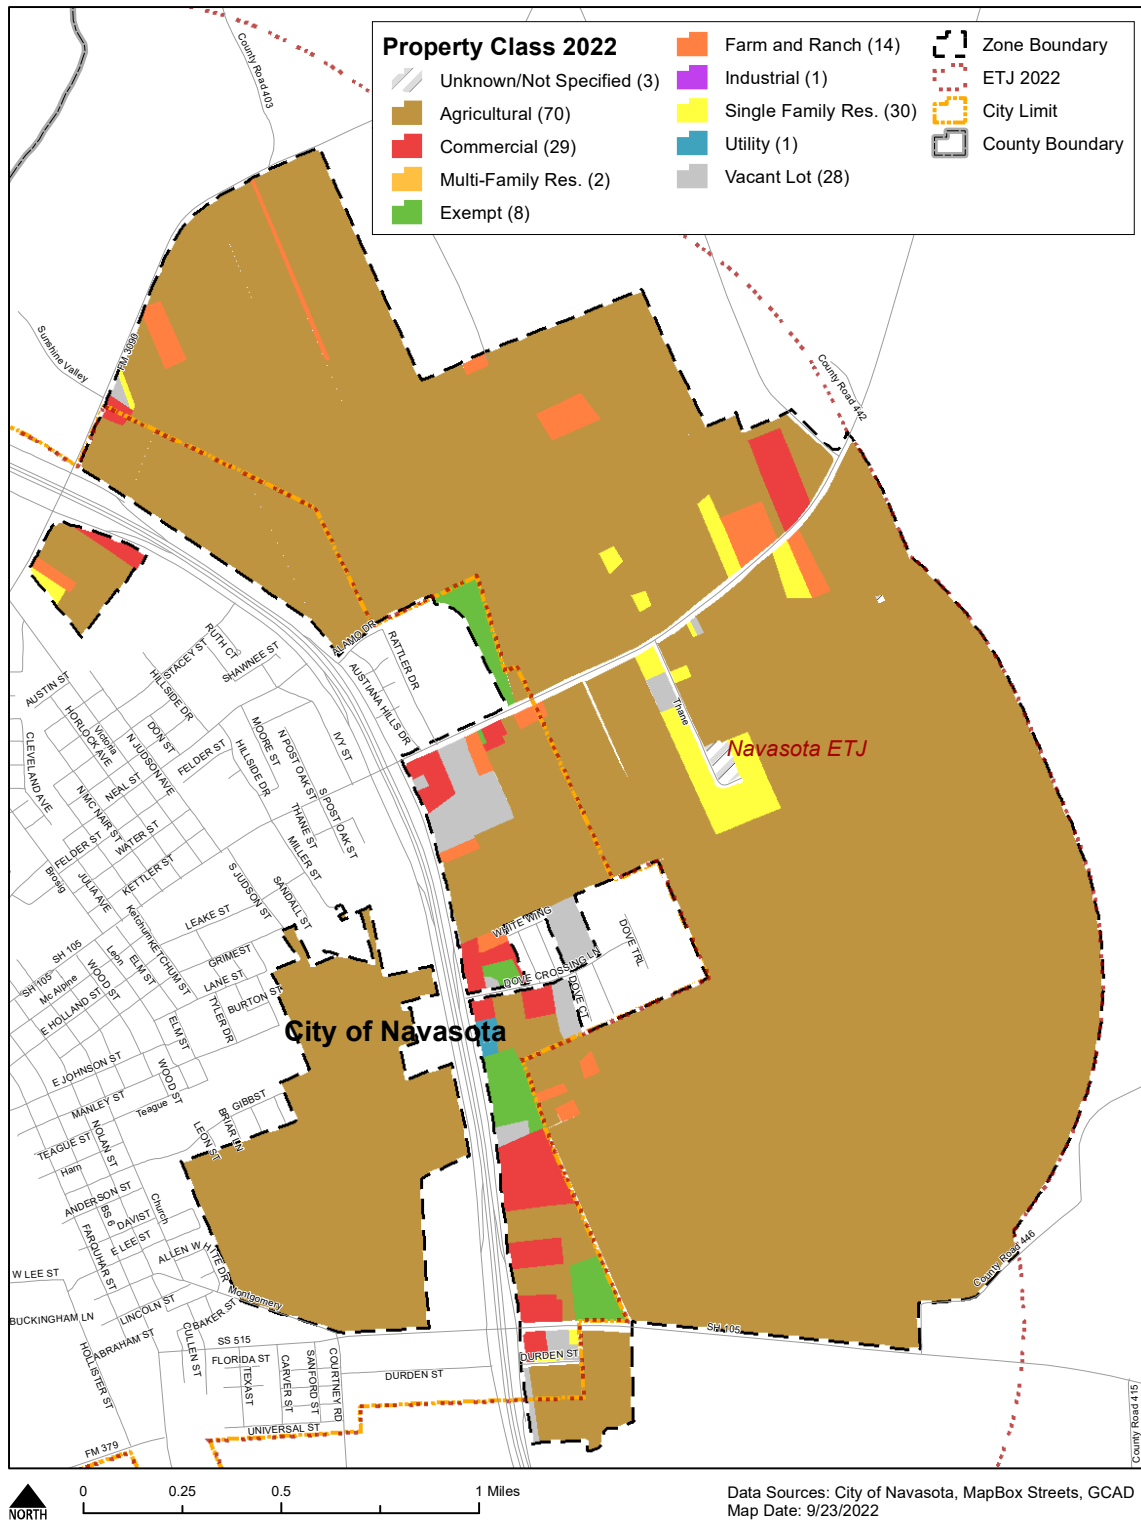 Property Class 2022
Unknown/Not Specified (3)
Agricultural (70)
Commercial (29)
Multi-Family Res. (2)
Exempt (8)
Farm and Ranch (14)
Industrial (1)
Single Family Res. (30)
Utility (1)
Vacant Lot (28)
Zone Boundary
ETJ 2022
City Limit
County Boundary
County Road 403
Sunshine Valley
FM 3090
County Road 442
ALAMO DR
RATTLER DR
AUSTIANA HILLS DR
RUTH CT
STACEY ST
SHAWNEE ST
HILLSIDE DR
AUSTIN ST
HORLOCK AVE
Victoria
DON ST
N JUDSON AVE
FELDER ST
MOORE ST
HILLSIDE DR
N POST OAK ST
IVY ST
CLEVELAND AVE
NEAL ST
N MC NAIR ST
WATER ST
FELDER ST
KETTLER ST
THANE ST
S POST OAK ST
MILLER ST
Brosig
JULIA AVE
S JUDSON ST
SANDALL ST
Ketchum
KETCHUM ST
LEAKE ST
GRIMEST
LANE ST
BURTON ST
TYLER DR
SH 105
SH 105
McAlpine
Leon
ELM ST
WOOD ST
E HOLLAND ST
ELM ST
Thane
Navasota ETJ
WHITE WING
DOVE TRL
DOVE CROSSING LN
DOVE CT
City of Navasota
E JOHNSON ST
WOOD ST
MANLEY ST
Teague
GIBBST
BRIAR LN
LEON ST
TEAGUE ST
NOLAN ST
Ham
ANDERSON ST
BS 6
DAVIST
Church
FARQUHAR ST
E LEE ST
ALLEN WHITE DR
W LEE ST
Montgomery
BUCKINGHAM LN
LINCOLN ST
BAKER ST
ABRAHAM ST
CULLEN ST
HOLLISTER ST
SS 515
FLORIDA ST
TEXAST
CARVER ST
SANFORD ST
COURTNEY RD
DURDEN ST
DURDEN ST
UNIVERSAL ST
FM 379
SH 105
County Road 446
County Road 415
NORTH
0 0.25 0.5 1 Miles
Data Sources: City of Navasota, MapBox Streets, GCAD
Map Date: 9/23/2022